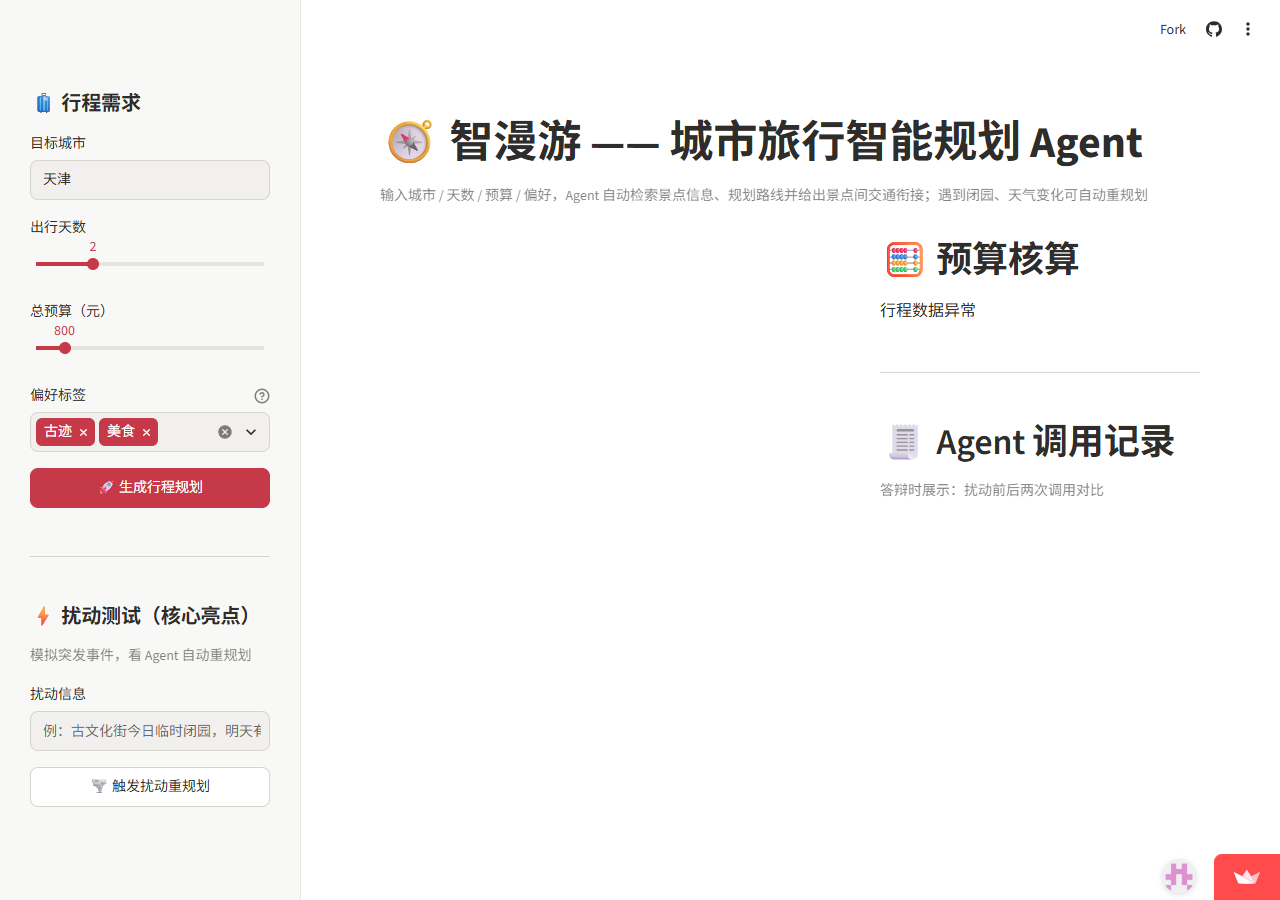 Fork
行程需求
目标城市
天津
出行天数
2
总预算（元）
800
偏好标签
古迹
美食
生成行程规划
扰动测试（核心亮点）
模拟突发事件，看 Agent 自动重规划
扰动信息
例：古文化街今日临时闭园，明天有
触发扰动重规划
智漫游 —— 城市旅行智能规划 Agent
输入城市 / 天数 / 预算 / 偏好，Agent 自动检索景点信息、规划路线并给出景点间交通衔接；遇到闭园、天气变化可自动重规划
预算核算
行程数据异常
Agent 调用记录
答辩时展示：扰动前后两次调用对比